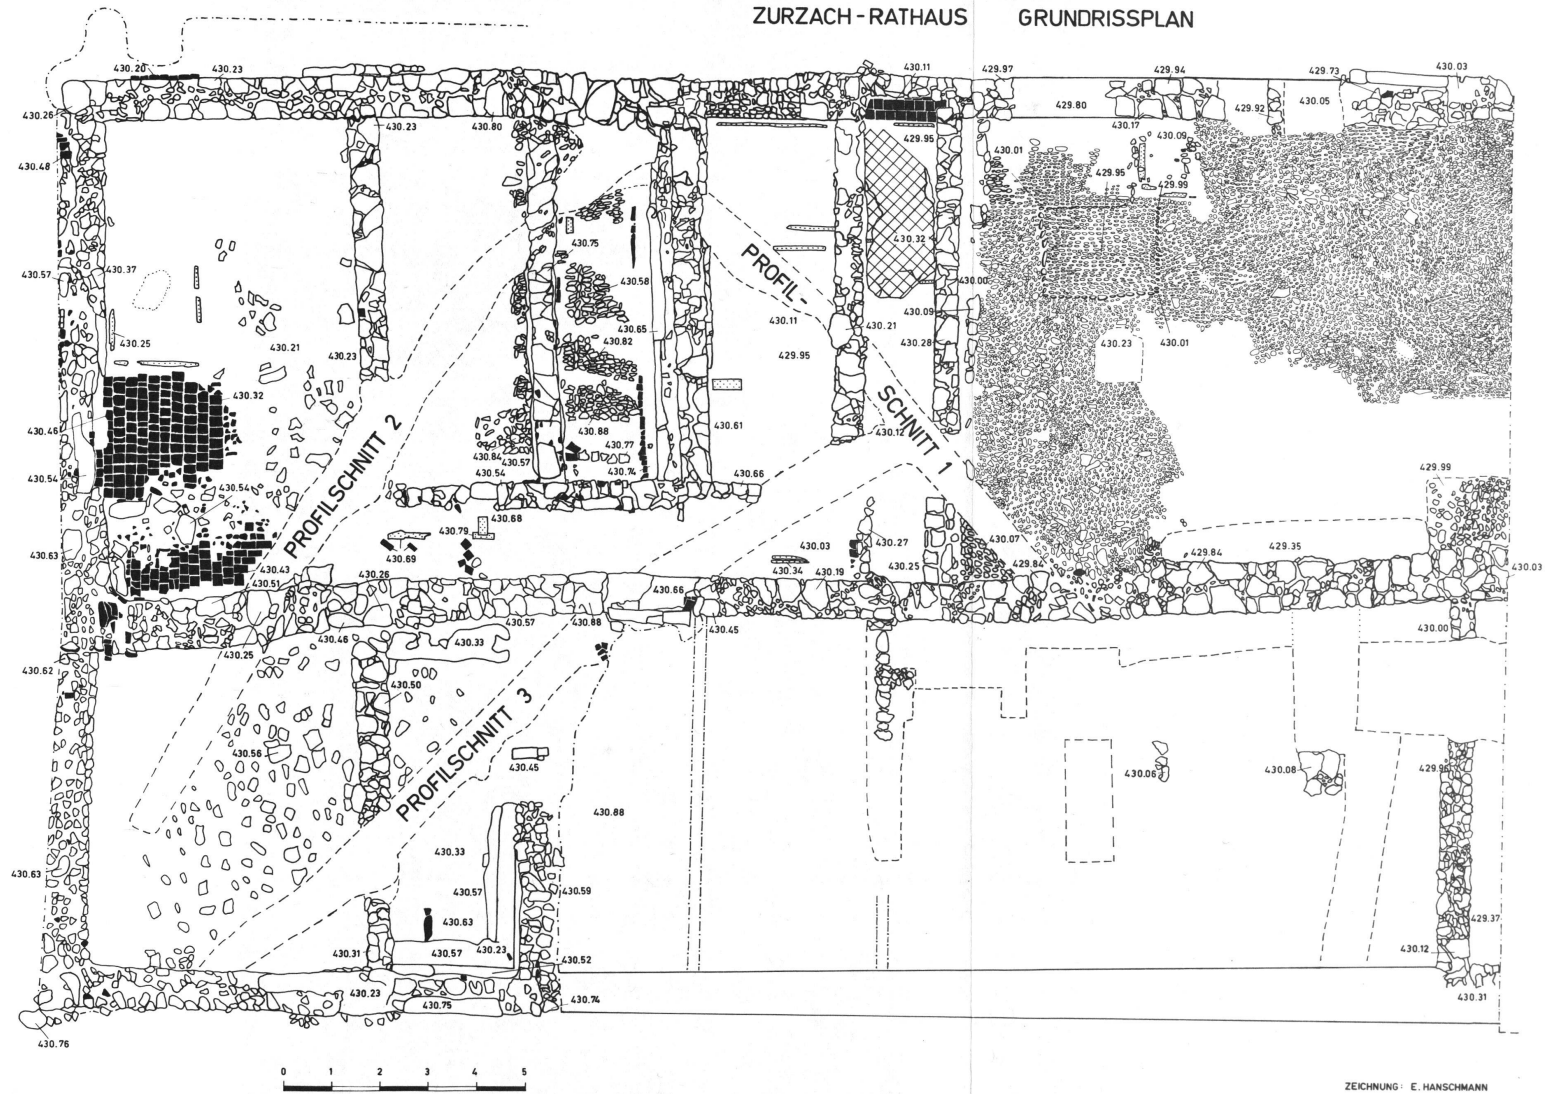 ZURZACH - RATHAUS GRUNDRISSPLAN
430.20 430.23 430.11 429.97 429.94 429.73 430.03
430.26 430.23 430.80 429.80 429.92 430.05
430.17 430.09
429.95
430.48 430.01 429.95 429.99
430.75 430.32
430.57 430.37 430.58 430.00
PROFIL-
430.25 430.21 430.23 430.65 430.11 430.21 430.09
430.82 429.95 430.28 430.23 430.01
430.32
430.46 430.88 430.61 430.12
SCHNITT 1
PROFILSCHNITT 2
430.84 430.57 430.77
430.54 430.54 430.54 430.74 430.66 429.99
430.68
430.79 430.07
430.63 430.69 430.03 430.27 429.84 429.35
430.43 430.26 430.34 430.19 430.25 429.84 430.03
430.51 430.66
430.57 430.88 430.45 430.00
430.46 430.33
430.25
430.62 430.50
PROFILSCHNITT 3
430.56 430.45 430.06 430.08 429.96
430.88
430.33
430.63 430.57 430.59
430.63 429.37
430.31 430.57 430.23 430.52 430.12
430.23 430.75 430.74 430.31
430.76
0 1 2 3 4 5
ZEICHNUNG: E. HANSCHMANN